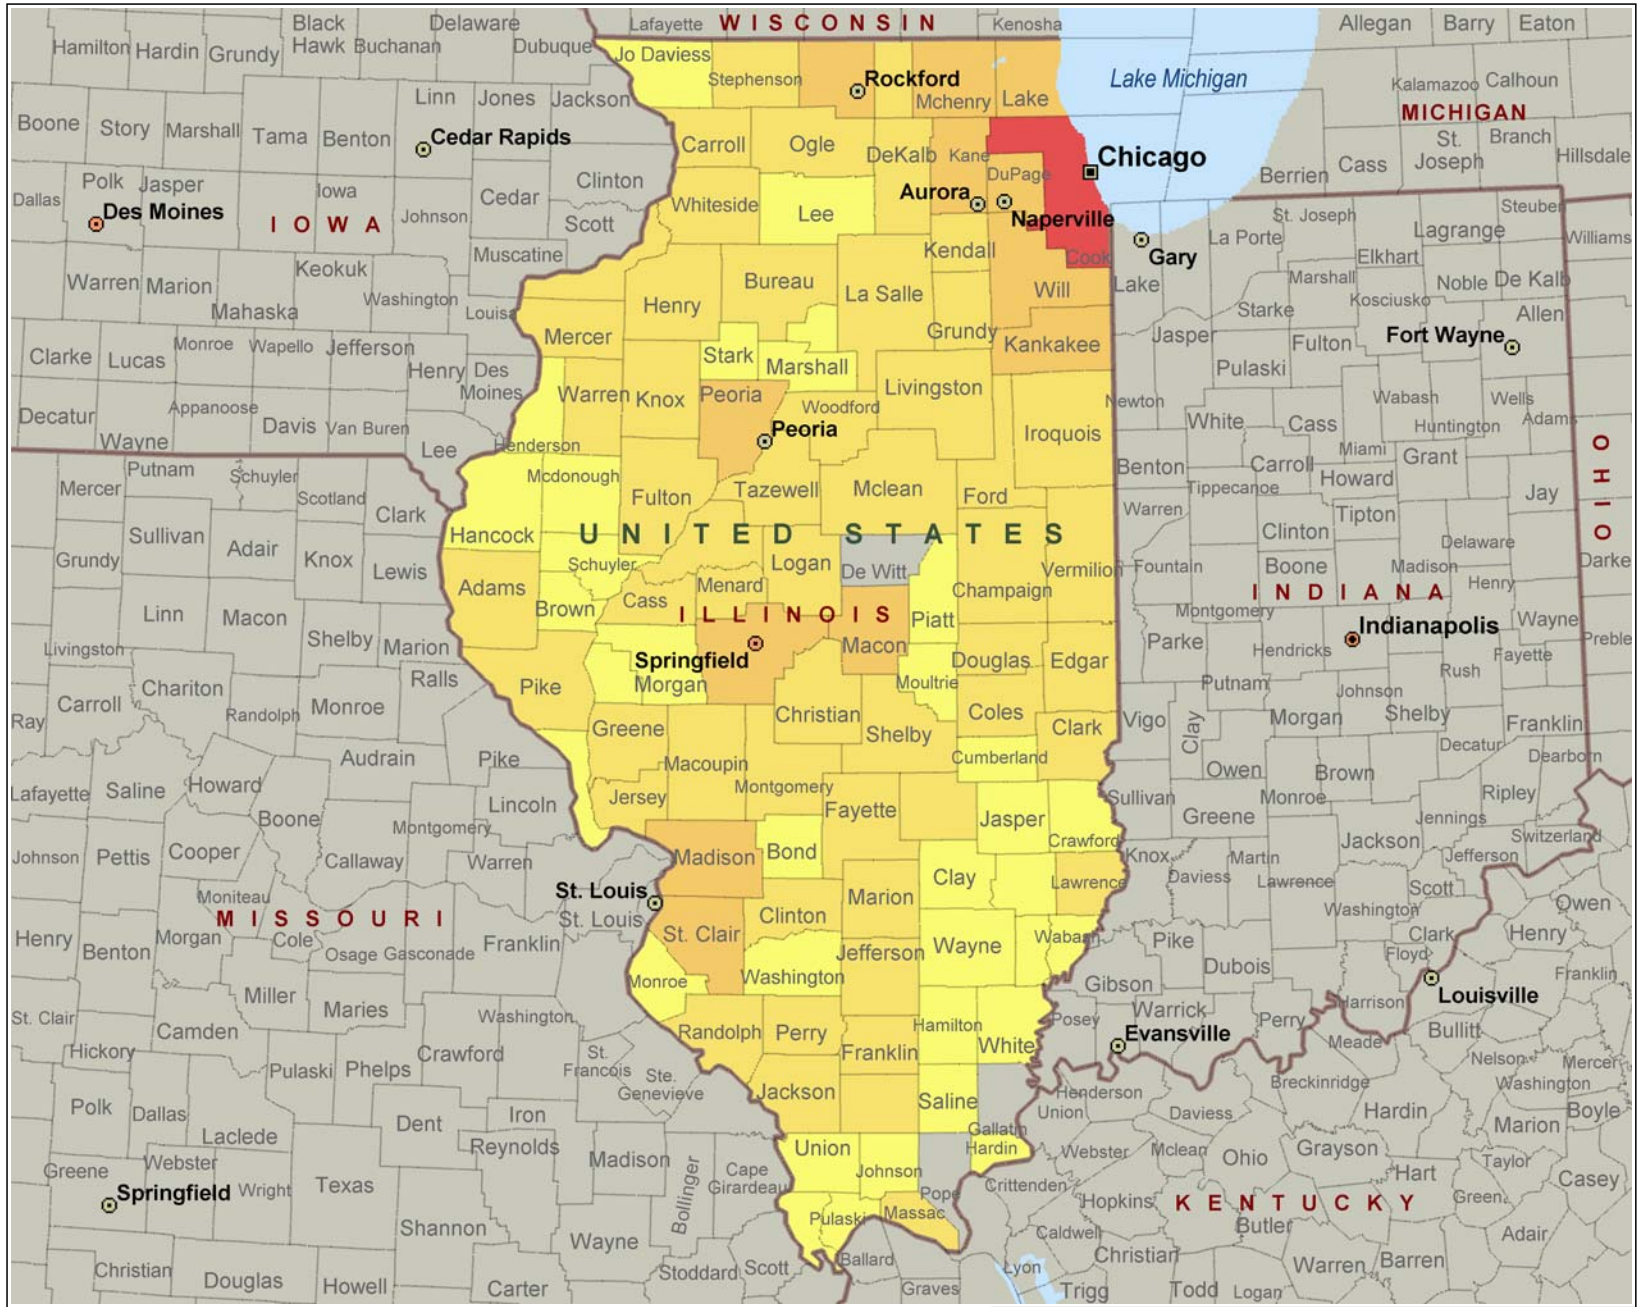 Black
Hawk
Delaware
Lafayette
WISCONSIN
Kenosha
Allegan
Barry
Eaton
Hamilton
Hardin
Grundy
Buchanan
Dubuque
Jo Daviess
Stephenson
Rockford
Mchenry
Lake
Lake Michigan
Kalamazoo
Calhoun
MICHIGAN
Linn
Jones
Jackson
Boone
Story
Marshall
Tama
Benton
Cedar Rapids
Carroll
Ogle
DeKalb
Kane
Chicago
Cass
St.
Joseph
Branch
Hillsdale
Berrien
Polk
Jasper
Dallas
Des Moines
Iowa
IOWA
Johnson
Cedar
Clinton
Scott
Whiteside
Lee
Aurora
DuPage
Naperville
Cook
Gary
La Porte
St. Joseph
Lagrange
Steuben
Williams
Elkhart
Warren
Marion
Keokuk
Mahaska
Washington
Muscatine
Louisa
Henry
Bureau
La Salle
Kendall
Will
Lake
Starke
Marshall
Kosciusko
Noble
De Kalb
Allen
Clarke
Lucas
Monroe
Wapello
Jefferson
Henry
Des
Moines
Mercer
Stark
Marshall
Grundy
Kankakee
Jasper
Pulaski
Fulton
Fort Wayne
Decatur
Wayne
Appanoose
Davis
Van Buren
Lee
Henderson
Warren
Knox
Peoria
Peoria
Woodford
Livingston
Iroquois
Newton
White
Cass
Wabash
Huntington
Wells
Adams
OHIO
Benton
Carroll
Miami
Grant
Putnam
Schuyler
Mercer
Scotland
Clark
Mcdonough
Fulton
Tazewell
Mclean
Ford
Tippecanoe
Howard
Jay
Warren
Tipton
Sullivan
Adair
Hancock
UNITED STATES
Clinton
Delaware
Darke
Grundy
Knox
Lewis
Adams
Schuyler
Brown
Cass
Menard
Logan
De Witt
Piatt
Champaign
Vermilion
Fountain
Boone
Madison
Henry
INDIANA
Montgomery
Wayne
Linn
Macon
Shelby
Marion
ILLINOIS
Springfield
Macon
Indianapolis
Parke
Hendricks
Rush
Fayette
Preble
Livingston
Ralls
Chariton
Carroll
Randolph
Monroe
Ray
Pike
Morgan
Moultrie
Douglas
Edgar
Putnam
Johnson
Morgan
Shelby
Franklin
Greene
Christian
Shelby
Coles
Clark
Vigo
Clay
Decatur
Dearborn
Audrain
Pike
Macoupin
Cumberland
Owen
Brown
Lafayette
Saline
Howard
Lincoln
Jersey
Montgomery
Fayette
Jasper
Sullivan
Monroe
Ripley
Boone
Montgomery
Crawford
Greene
Jackson
Jennings
Switzerland
Johnson
Pettis
Cooper
Callaway
Warren
Madison
Bond
Clay
Lawrence
Knox
Martin
Daviess
Lawrence
Jefferson
Scott
Moniteau
St. Louis
St. Louis
MISSOURI
Marion
Washington
Owen
Henry
Benton
Morgan
Cole
Osage
Gasconade
Franklin
St. Clair
Clinton
Wayne
Wabash
Pike
Clark
Henry
Floyd
Miller
Maries
Monroe
Washington
Jefferson
Gibson
Dubois
Franklin
Louisville
St. Clair
Camden
Washington
Randolph
Perry
Hamilton
White
Posey
Warrick
Evansville
Perry
Harrison
Bullitt
Meade
Hickory
Pulaski
Phelps
Crawford
St.
Francois
Ste.
Genevieve
Jackson
Franklin
Nelson
Mercer
Washington
Henderson
Breckinridge
Polk
Dallas
Laclede
Dent
Iron
Reynolds
Saline
Gallatin
Hardin
Union
Daviess
Hardin
Marion
Boyle
Greene
Webster
Wright
Texas
Madison
Bollinger
Cape
Girardeau
Union
Johnson
Webster
Mclean
Ohio
Grayson
Hart
Taylor
Casey
Springfield
Pope
Massac
Crittenden
Hopkins
KENTUCKY
Green
Shannon
Wayne
Pulaski
Caldwell
Butler
Adair
Christian
Douglas
Howell
Carter
Stoddard
Scott
Ballard
Graves
Lyon
Christian
Trigg
Todd
Logan
Warren
Barren